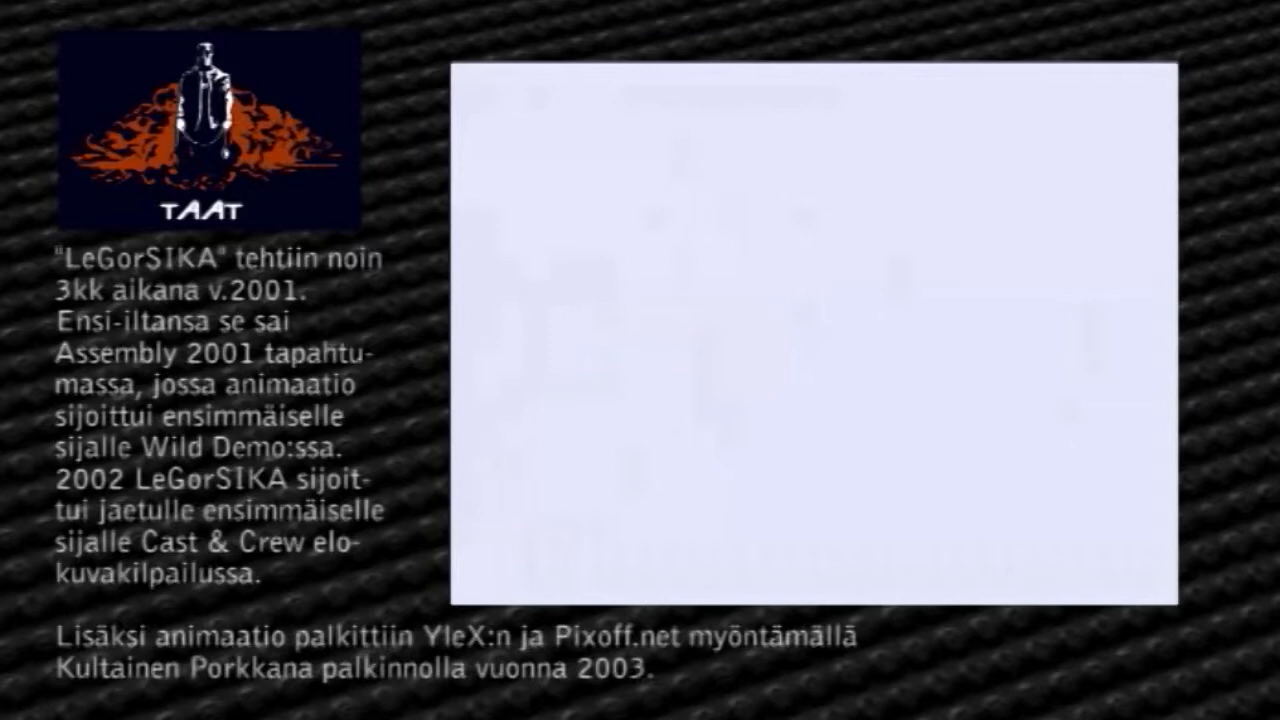 TAAT
"LeGorSIKA" tehtiin noin
3kk aikana v.2001.
Ensi-iltansa se sai
Assembly 2001 tapahtu-
massa, jossa animaatio
sijoittui ensimmäiselle
sijalle Wild Demo:ssa.
2002 LeGorSIKA sijoit-
tui jaetulle ensimmäiselle
sijalle Cast & Crew elo-
kuvakilpailussa.
Lisäksi animaatio palkittiin YleX:n ja Pixoff.net myöntämällä
Kultainen Porkkana palkinnolla vuonna 2003.